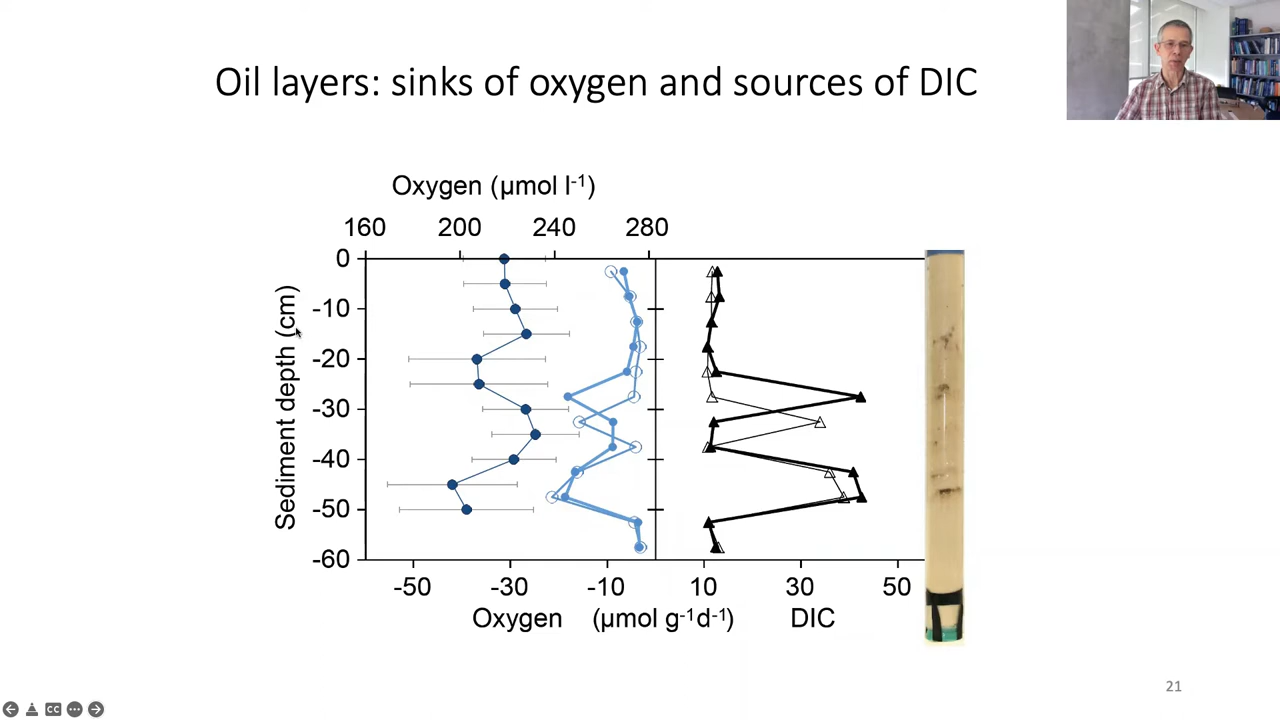 Oil layers: sinks of oxygen and sources of DIC
Oxygen (µmol l-1)
160 200 240 280
Sediment depth (cm)
0
-10
-20
-30
-40
-50
-60
-50 -30 -10 10 30 50
Oxygen (µmol g-1d-1) DIC
21
CC